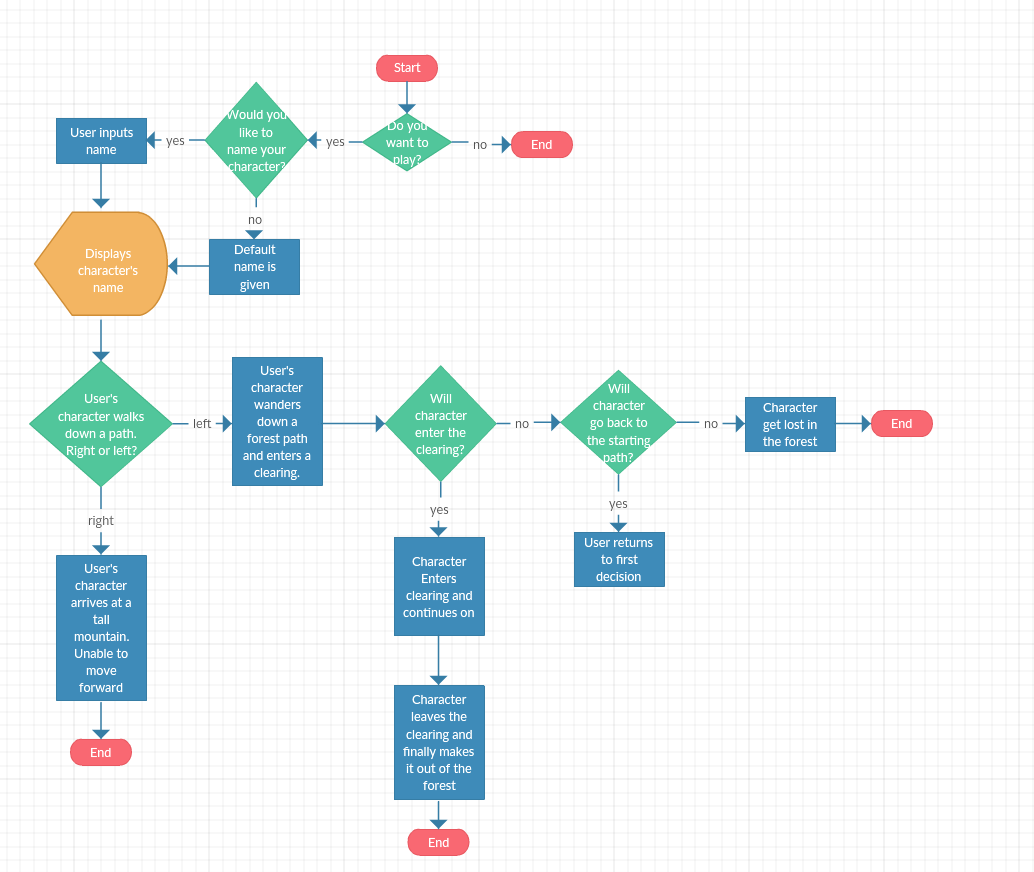 Start
Do you
want to
play?
no
End
yes
Would you
like to
name your
character?
yes
User inputs
name
no
Default
name is
given
Displays
character's
name
User's
character walks
down a path.
Right or left?
left
User's
character
wanders
down a
forest path
and enters a
clearing.
Will
character
enter the
clearing?
no
Will
character
go back to
the starting
path?
no
Character
get lost in
the forest
End
yes
User returns
to first
decision
yes
Character
Enters
clearing and
continues on
Character
leaves the
clearing and
finally makes
it out of the
forest
End
right
User's
character
arrives at a
tall
mountain.
Unable to
move
forward
End